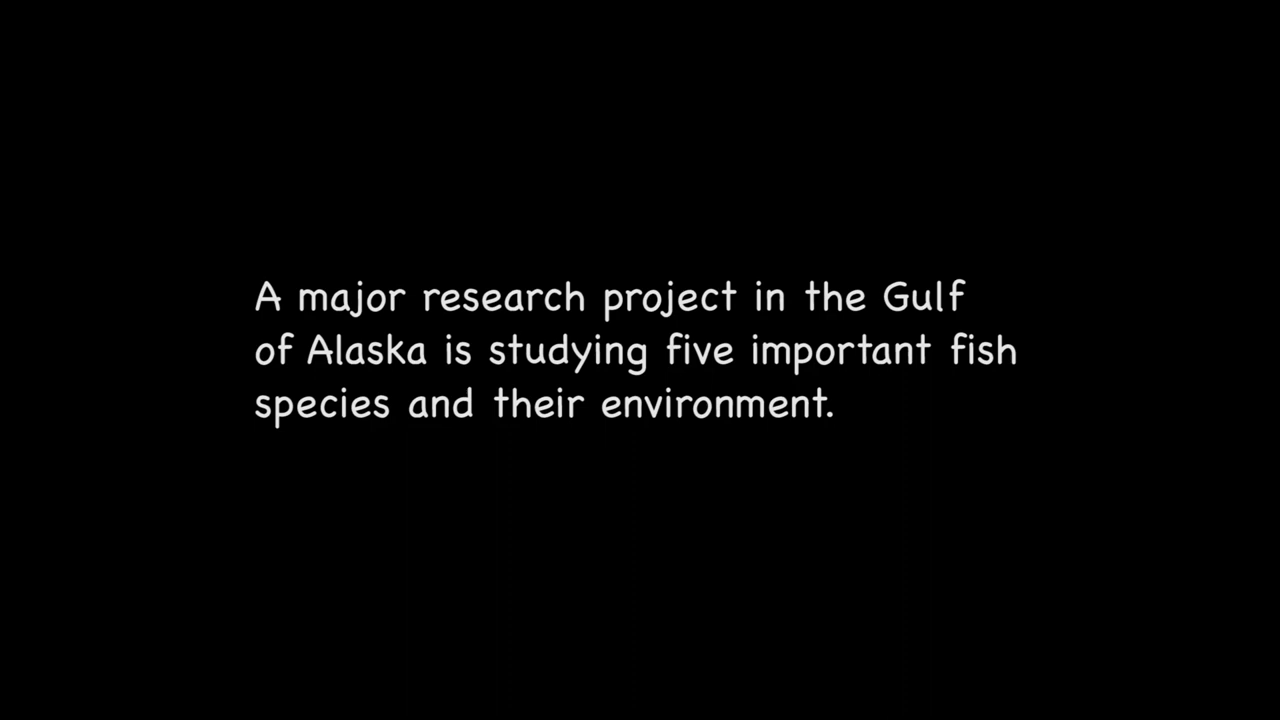 A major research project in the Gulf
of Alaska is studying five important fish
species and their environment.